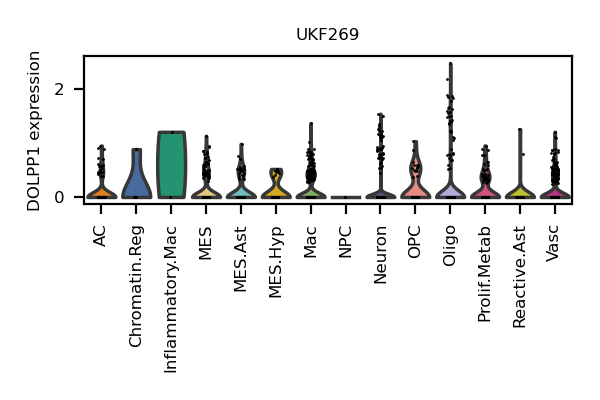 UKF269
DOLPP1 expression
2
0
AC
Chromatin.Reg
Inflammatory.Mac
MES
MES.Ast
MES.Hyp
Mac
NPC
Neuron
OPC
Oligo
Prolif.Metab
Reactive.Ast
Vasc